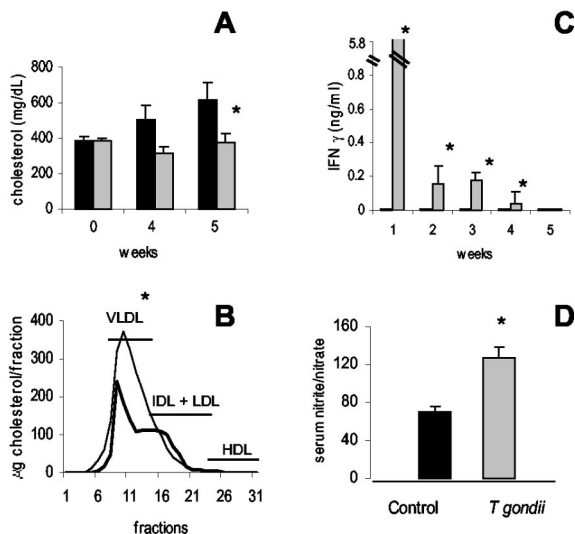 A
cholesterol (mg/dL)
800
600
400
200
0
0 4 5
weeks
*
C
IFN γ (ng/ml)
5.8
0.8
0.6
0.4
0.2
0
1 2 3 4 5
weeks
* * * *
B
μg cholesterol/fraction
400
300
200
100
0
*
VLDL
IDL + LDL
HDL
1 6 11 16 21 26 31
fractions
D
serum nitrite/nitrate
160
120
80
40
0
*
Control T gondii